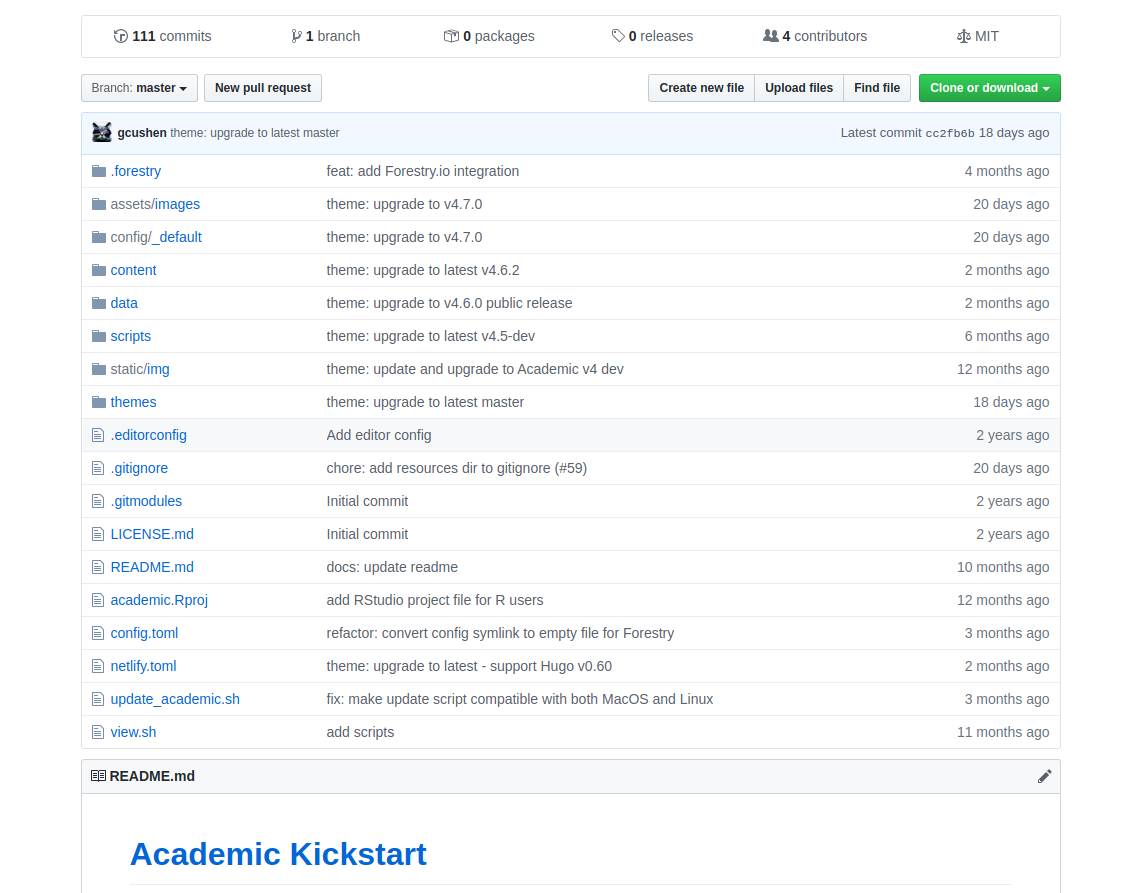 111 commits 1 branch 0 packages 0 releases 4 contributors MIT
Branch: master New pull request Create new file Upload files Find file Clone or download
gcushen theme: upgrade to latest master Latest commit cc2fb6b 18 days ago
.forestry feat: add Forestry.io integration 4 months ago
assets/images theme: upgrade to v4.7.0 20 days ago
config/_default theme: upgrade to v4.7.0 20 days ago
content theme: upgrade to latest v4.6.2 2 months ago
data theme: upgrade to v4.6.0 public release 2 months ago
scripts theme: upgrade to latest v4.5-dev 6 months ago
static/img theme: update and upgrade to Academic v4 dev 12 months ago
themes theme: upgrade to latest master 18 days ago
.editorconfig Add editor config 2 years ago
.gitignore chore: add resources dir to gitignore (#59) 20 days ago
.gitmodules Initial commit 2 years ago
LICENSE.md Initial commit 2 years ago
README.md docs: update readme 10 months ago
academic.Rproj add RStudio project file for R users 12 months ago
config.toml refactor: convert config symlink to empty file for Forestry 3 months ago
netlify.toml theme: upgrade to latest - support Hugo v0.60 2 months ago
update_academic.sh fix: make update script compatible with both MacOS and Linux 3 months ago
view.sh add scripts 11 months ago
README.md
Academic Kickstart